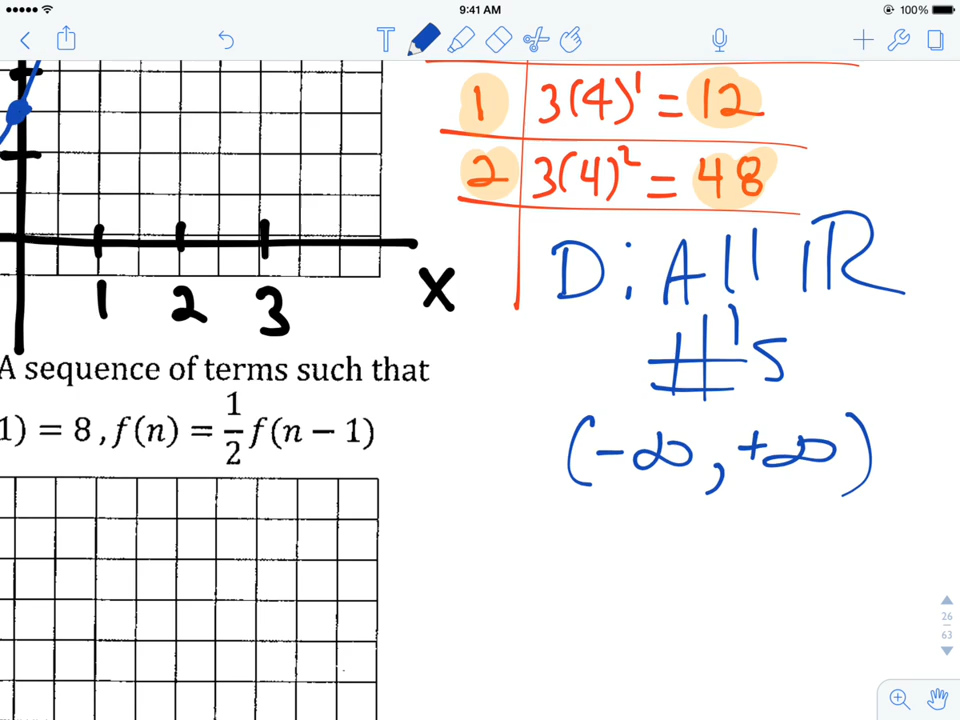 9:41 AM
100%
T
1 3(4)^1 = 12
2 3(4)^2 = 48
D: All ℝ
#'s
(-∞, +∞)
1 2 3 x
A sequence of terms such that
1) = 8 , f(n) = 1/2 f(n − 1)
26
63